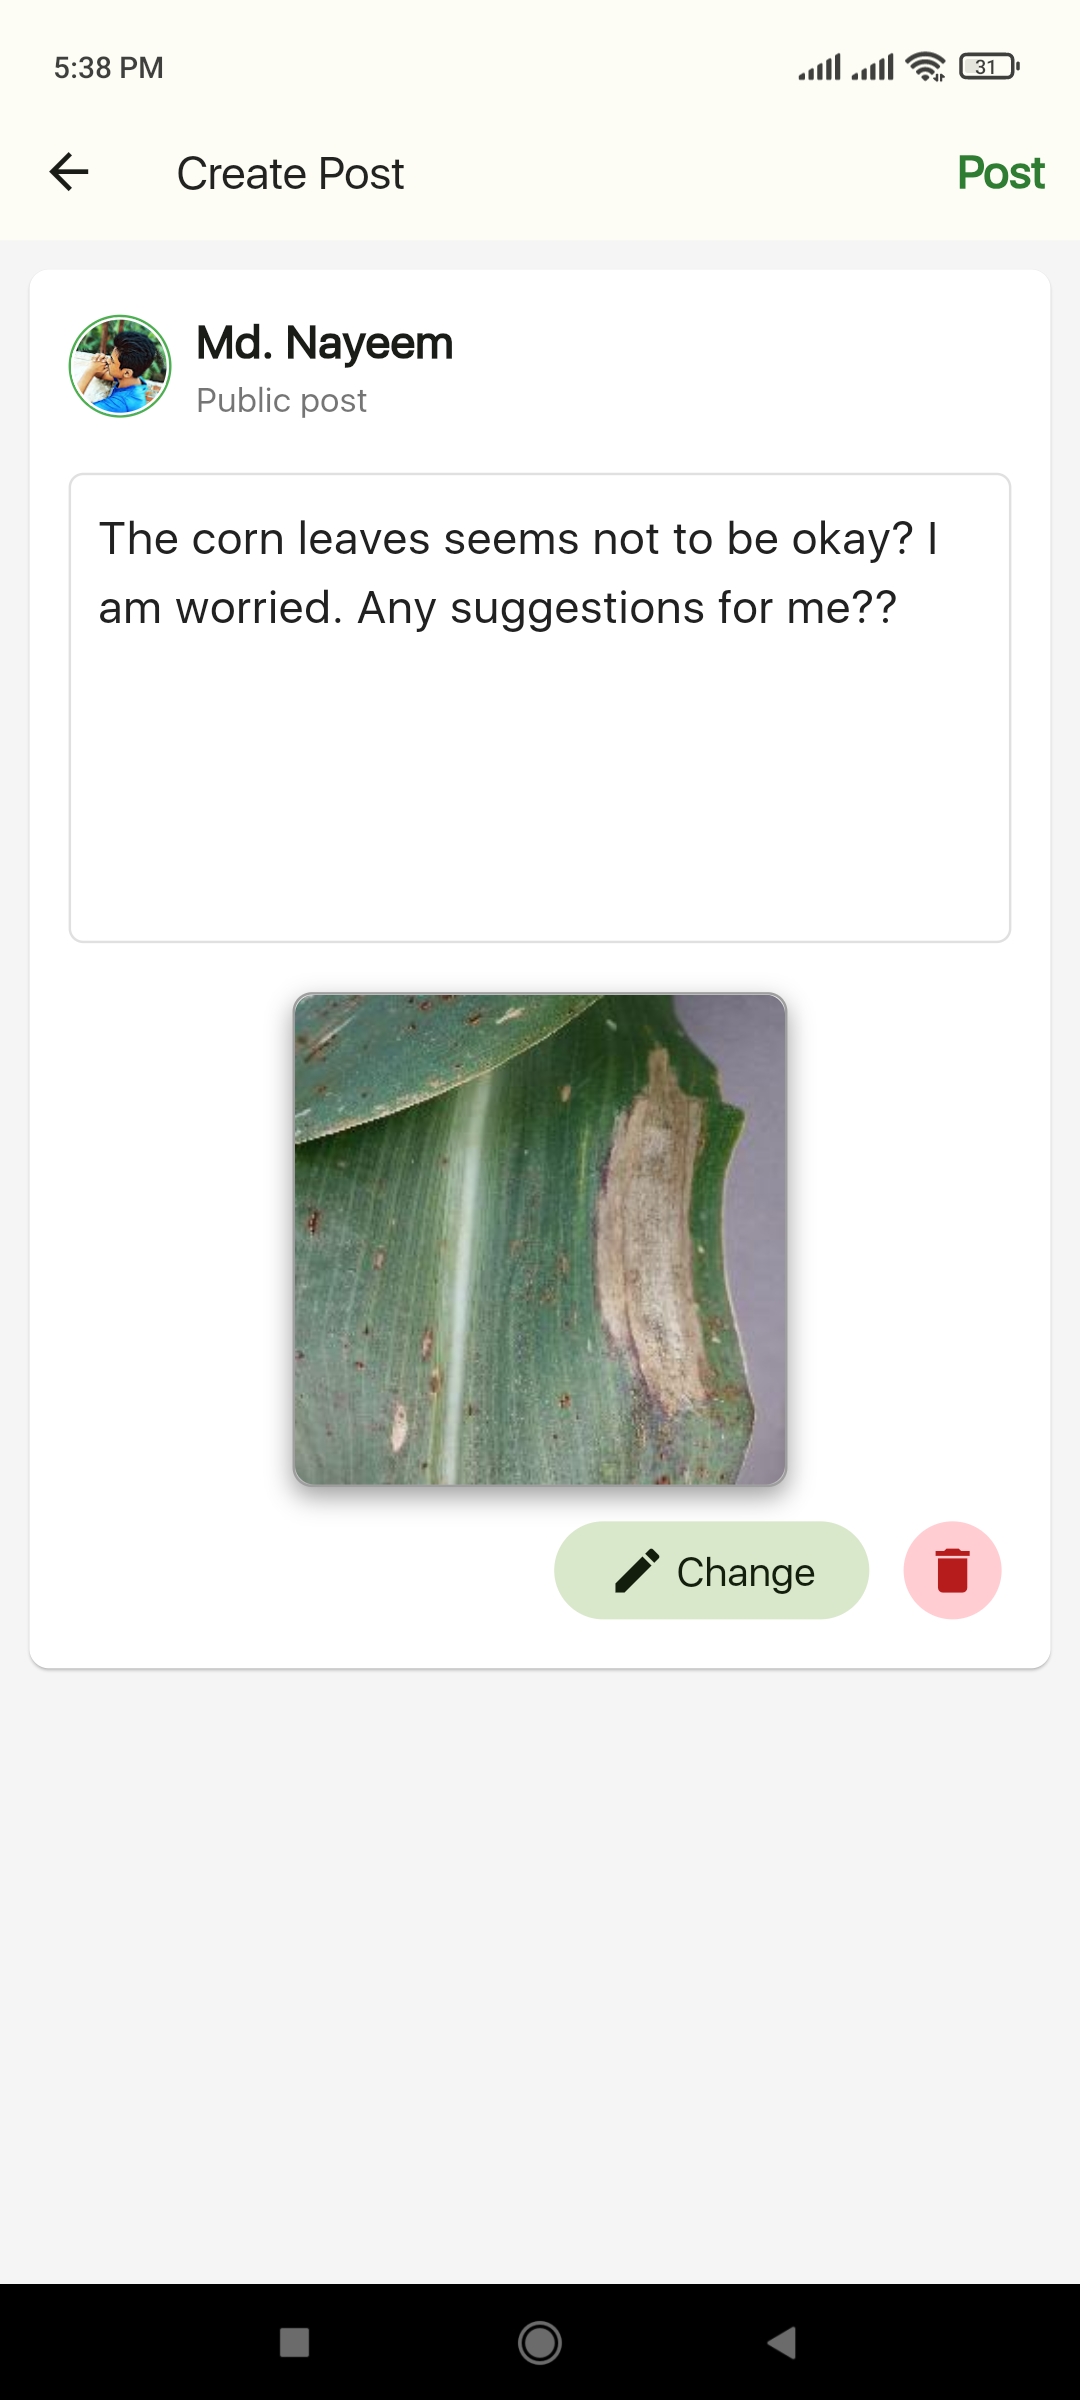 5:38 PM
31
Create Post
Post
Md. Nayeem
Public post
The corn leaves seems not to be okay? I
am worried. Any suggestions for me??
Change